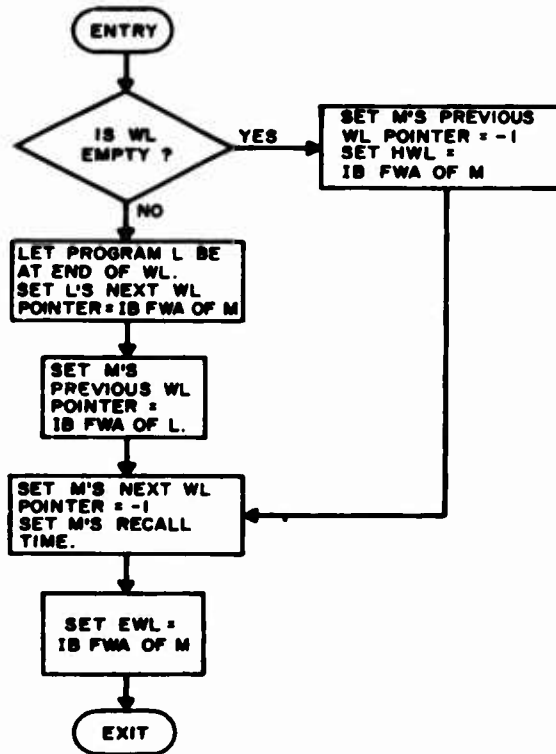 ENTRY
IS WL
EMPTY ?
YES
NO
SET M'S PREVIOUS
WL POINTER = -1
SET HWL =
IB FWA OF M
LET PROGRAM L BE
AT END OF WL.
SET L'S NEXT WL
POINTER = IB FWA OF M
SET M'S
PREVIOUS WL
POINTER =
IB FWA OF L.
SET M'S NEXT WL
POINTER = -1
SET M'S RECALL
TIME.
SET EWL =
IB FWA OF M
EXIT